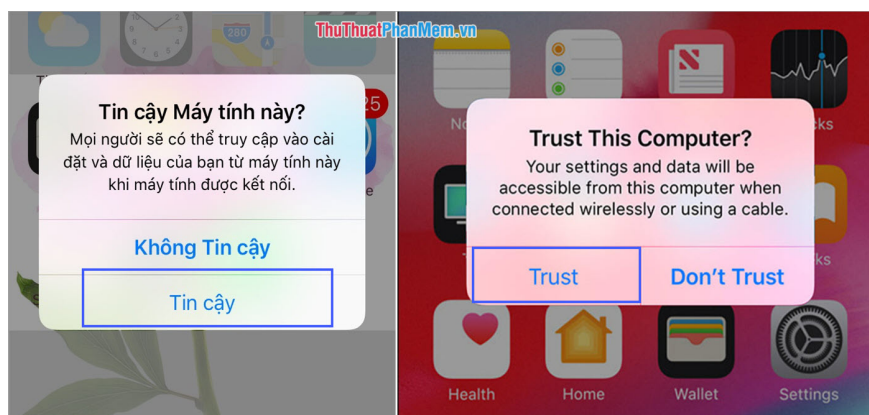 ThuThuatPhanMem.vn
280
25
Tin cậy Máy tính này?
Mọi người sẽ có thể truy cập vào cài
đặt và dữ liệu của bạn từ máy tính này
khi máy tính được kết nối.
Không Tin cậy
Tin cậy
Trust This Computer?
Your settings and data will be
accessible from this computer when
connected wirelessly or using a cable.
Trust
Don't Trust
Health
Home
Wallet
Settings